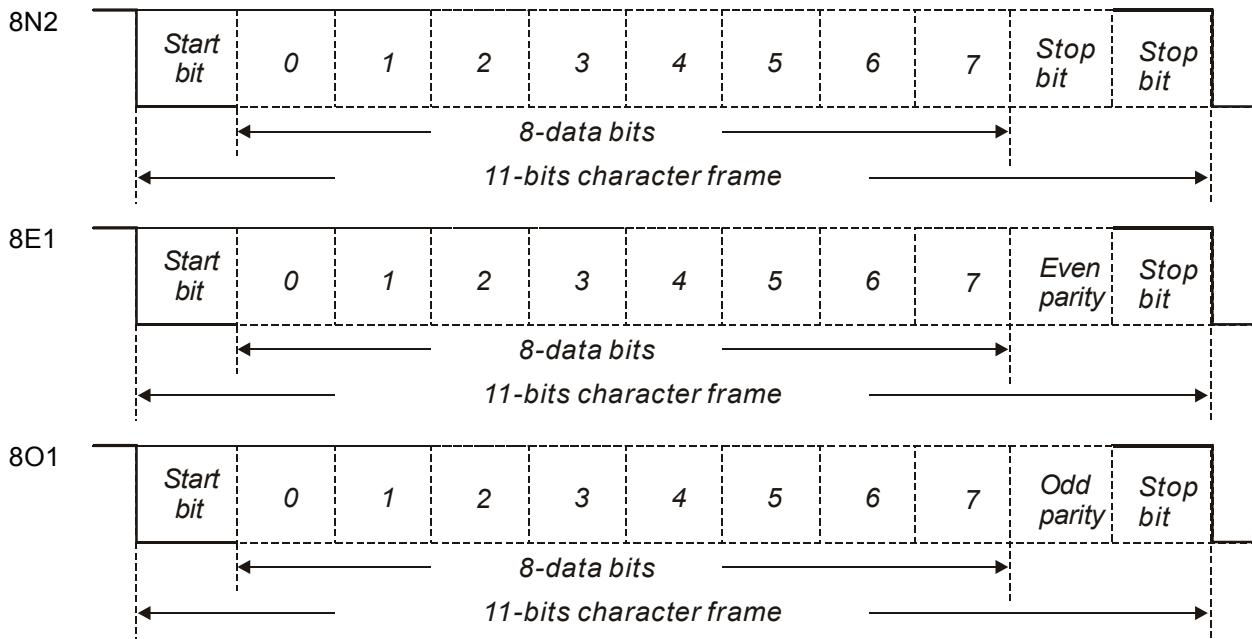 8N2
Start bit 0 1 2 3 4 5 6 7 Stop bit Stop bit
8-data bits
11-bits character frame
8E1
Start bit 0 1 2 3 4 5 6 7 Even parity Stop bit
8-data bits
11-bits character frame
8O1
Start bit 0 1 2 3 4 5 6 7 Odd parity Stop bit
8-data bits
11-bits character frame